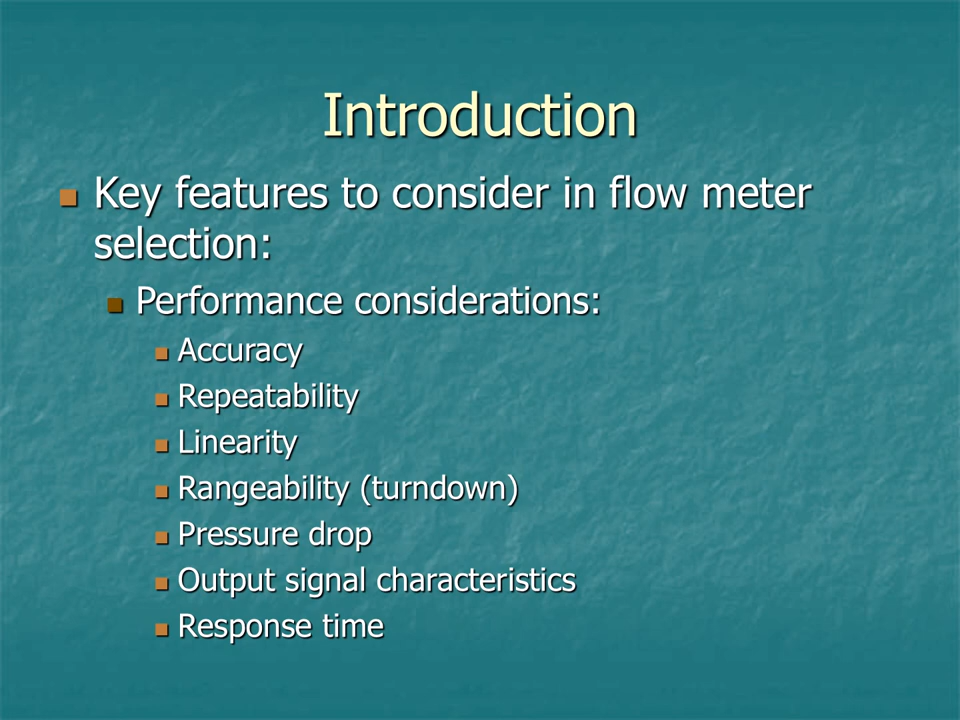 Introduction
Key features to consider in flow meter
selection:
Performance considerations:
Accuracy
Repeatability
Linearity
Rangeability (turndown)
Pressure drop
Output signal characteristics
Response time